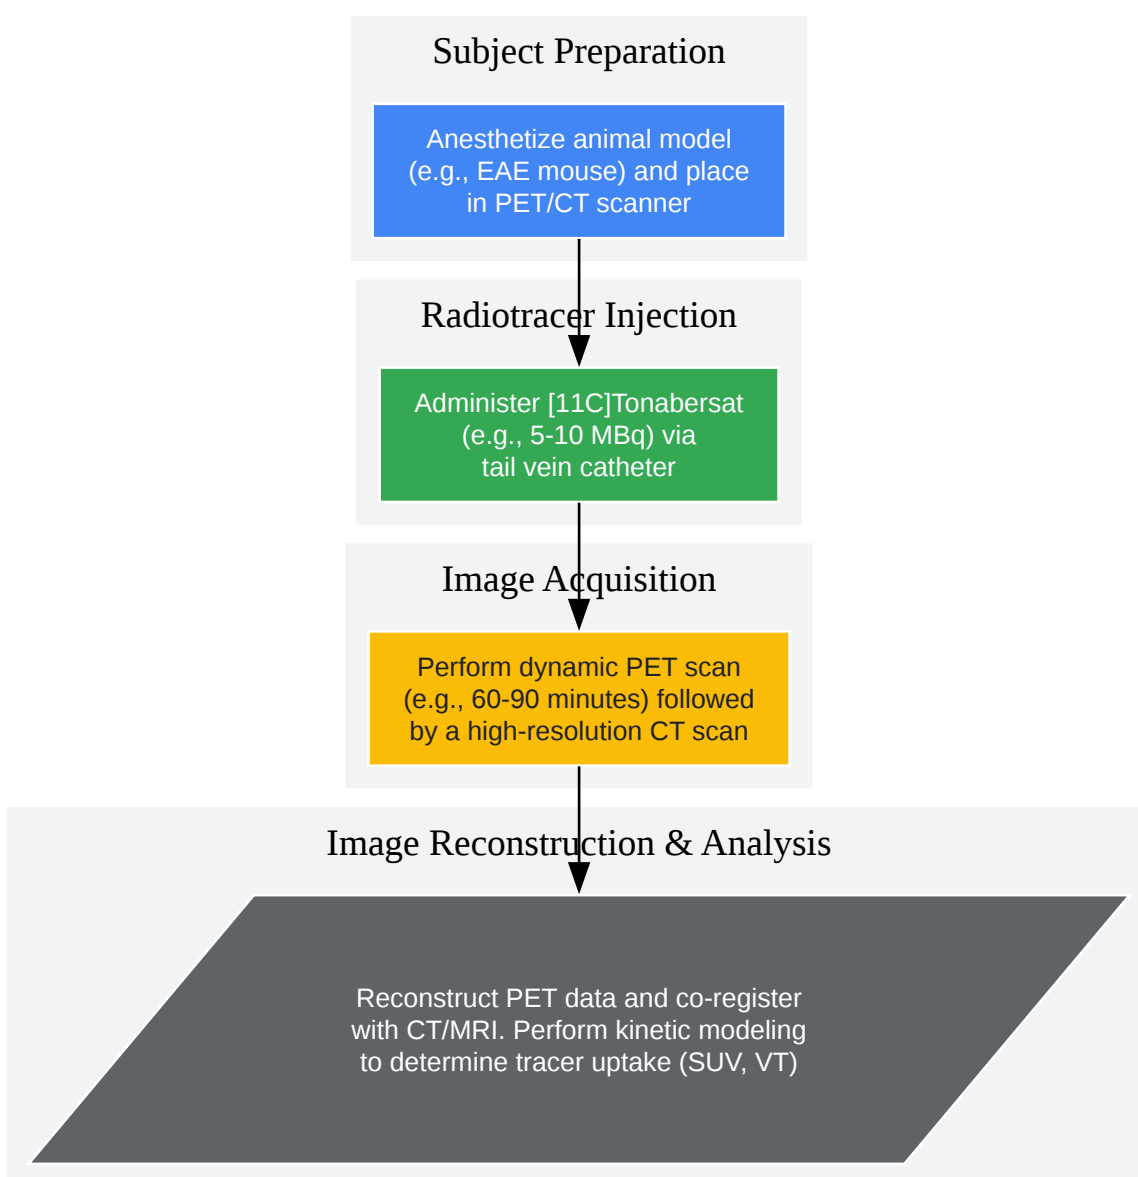 Subject Preparation
Anesthetize animal model
(e.g., EAE mouse) and place
in PET/CT scanner
Radiotracer Injection
Administer [11C]Tonabersat
(e.g., 5-10 MBq) via
tail vein catheter
Image Acquisition
Perform dynamic PET scan
(e.g., 60-90 minutes) followed
by a high-resolution CT scan
Image Reconstruction & Analysis
Reconstruct PET data and co-register
with CT/MRI. Perform kinetic modeling
to determine tracer uptake (SUV, VT)